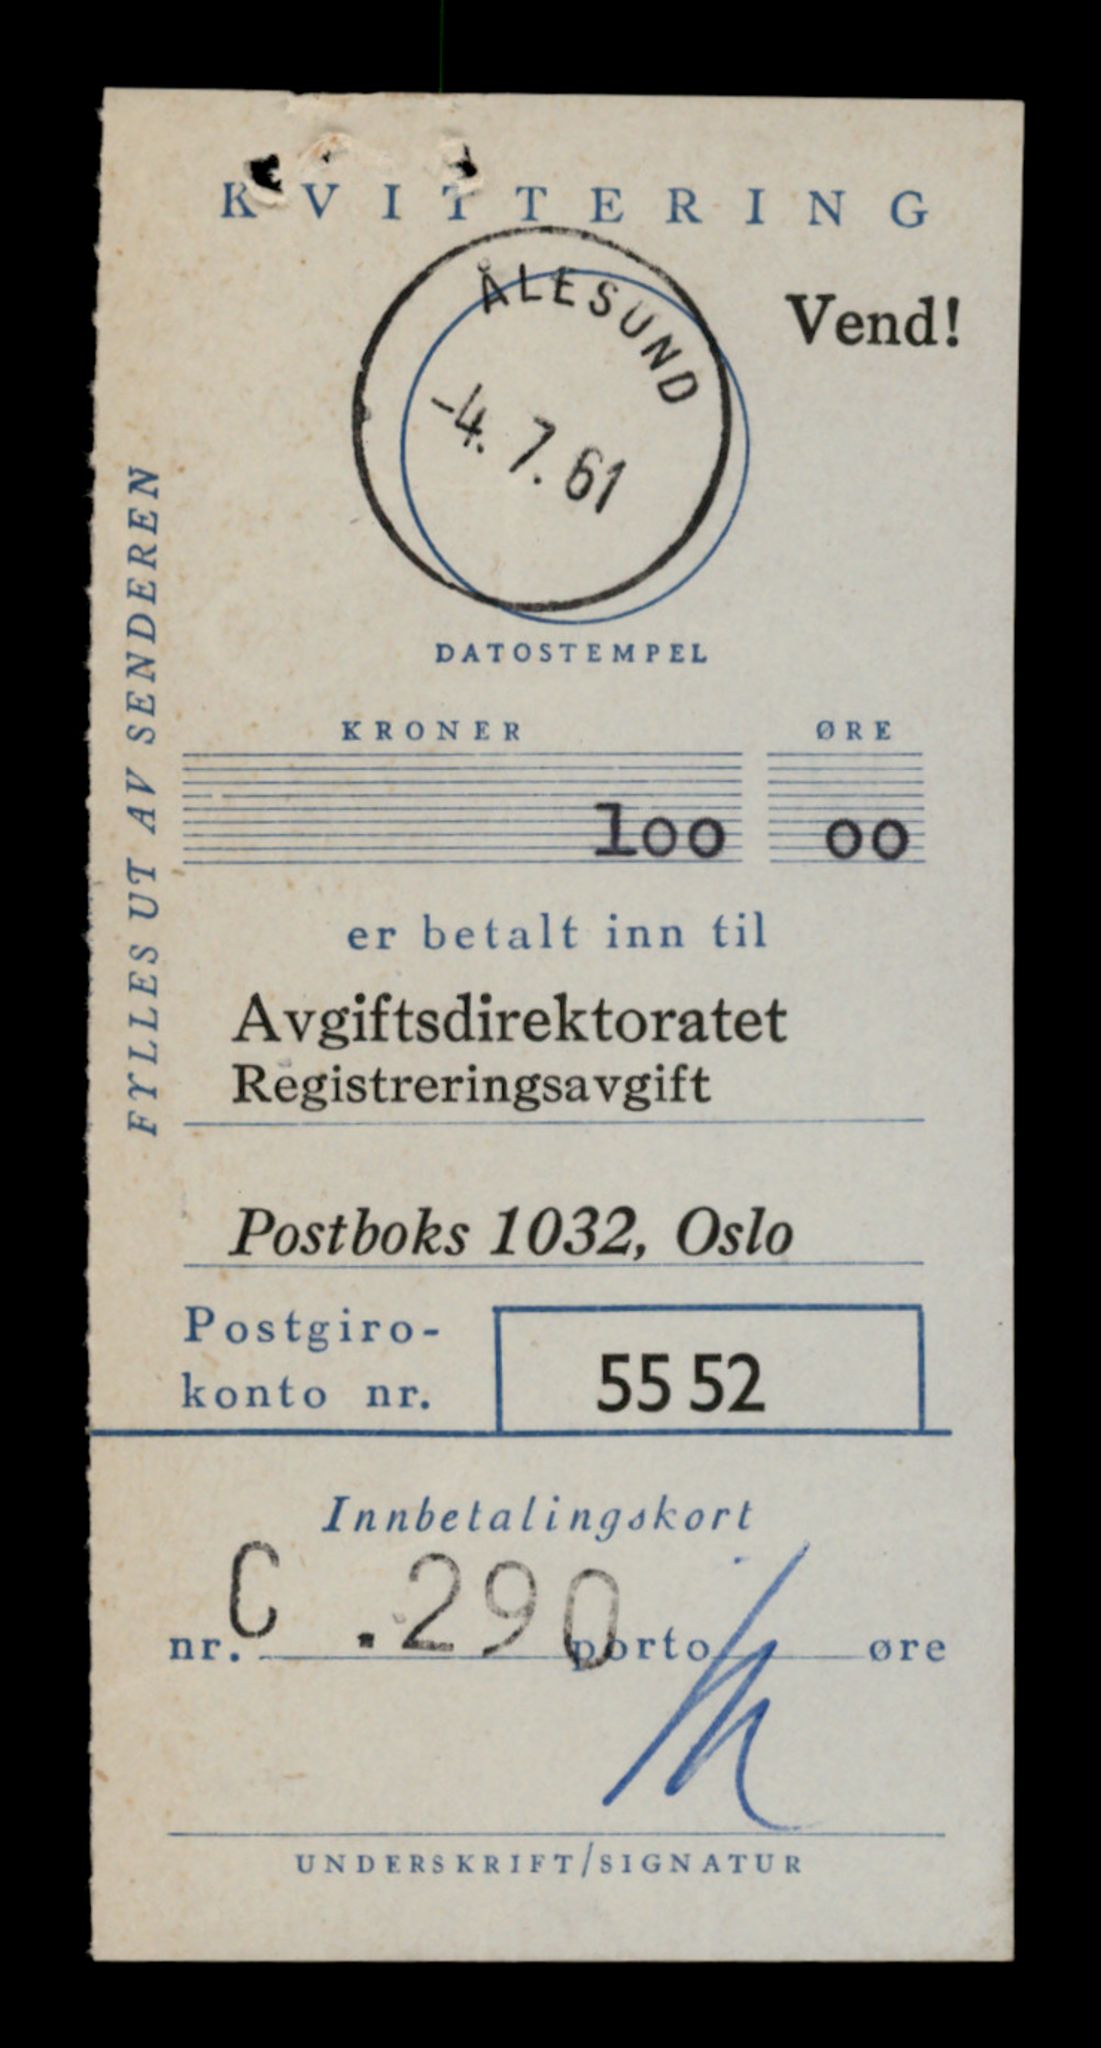 KVITTERING
Vend!
ÅLESUND
-4. 7. 61
DATOSTEMPEL
FYLLES UT AV SENDEREN
KRONER ØRE
100 00
er betalt inn til
Avgiftsdirektoratet
Registreringsavgift
Postboks 1032, Oslo
Postgiro-
konto nr. 55 52
Innbetalingskort
nr. C .290 porto øre
UNDERSKRIFT/SIGNATUR